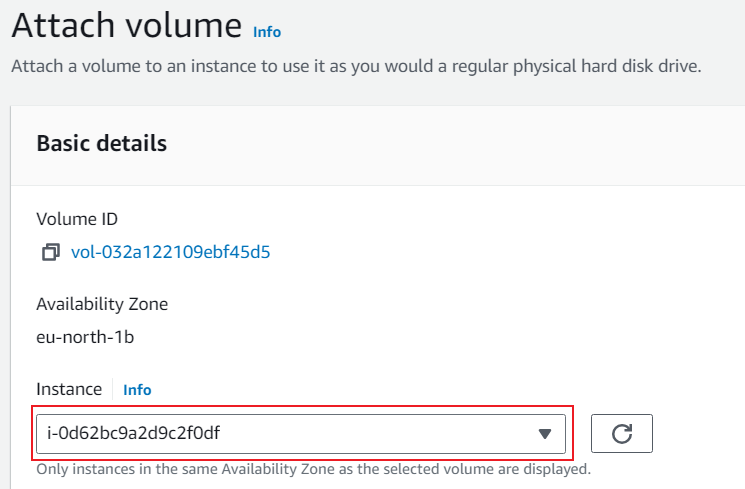 Attach volume Info
Attach a volume to an instance to use it as you would a regular physical hard disk drive.
Basic details
Volume ID
vol-032a122109ebf45d5
Availability Zone
eu-north-1b
Instance Info
i-0d62bc9a2d9c2f0df
Only instances in the same Availability Zone as the selected volume are displayed.